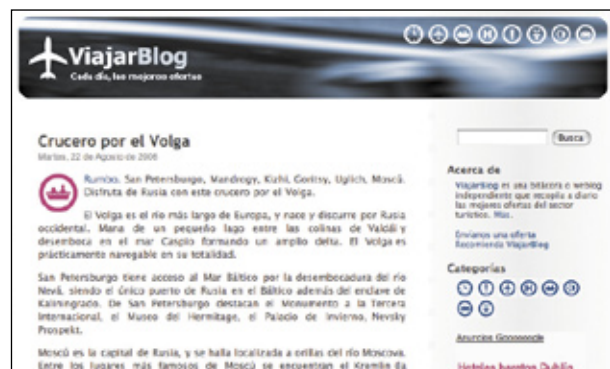 ViajarBlog
Cada día, las mejores ofertas
Crucero por el Volga
Martes, 22 de Agosto de 2006
Rumbo. San Petersburgo, Mandrogy, Kizhi, Goritsy, Uglich, Moscú.
Disfruta de Rusia con este crucero por el Volga.
El Volga es el río más largo de Europa, y nace y discurre por Rusia
occidental. Mana de un pequeño lago entre las colinas de Valdái y
desemboca en el mar Caspio formando un amplio delta. El Volga es
prácticamente navegable en su totalidad.
San Petersburgo tiene acceso al Mar Báltico por la desembocadura del río
Nevá, siendo el único puerto de Rusia en el Báltico además del enclave de
Kaliningrado. De San Petersburgo destacan el Monumento a la Tercera
Internacional, el Museo del Hermitage, el Palacio de Invierno, Nevsky
Prospekt.
Moscú es la capital de Rusia, y se halla localizada a orillas del río Moscova.
Entre los lugares más famosos de Moscú se encuentran el Kremlin (la
Busca
Acerca de
ViajarBlog es una bitácora o weblog
independiente que recopila a diario
las mejores ofertas del sector
turístico. Más.
Envíanos una oferta
Recomienda ViajarBlog
Categorías
Anuncios Goooooogle
Hoteles baratos Dublín